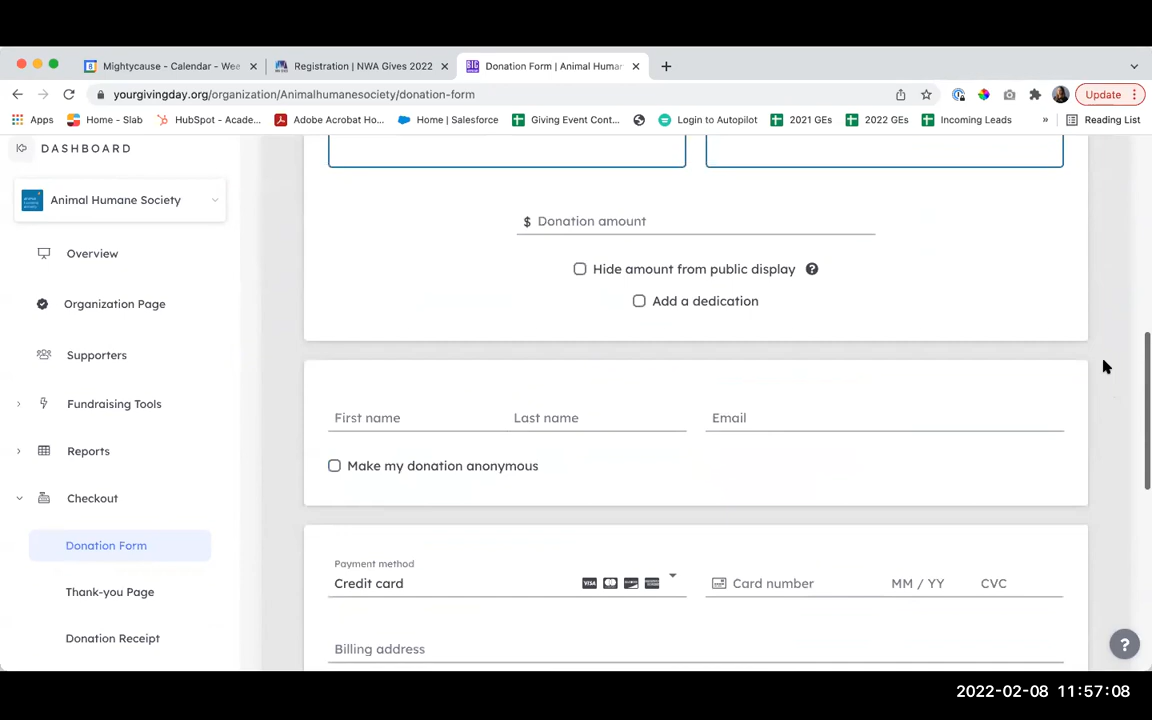 Mightycause - Calendar - Wee
Registration | NWA Gives 2022
Donation Form | Animal Humar
yourgivingday.org/organization/Animalhumanesociety/donation-form
Update
Apps
Home - Slab
HubSpot - Acade...
Adobe Acrobat Ho...
Home | Salesforce
Giving Event Cont...
Login to Autopilot
2021 GEs
2022 GEs
Incoming Leads
»
Reading List
DASHBOARD
Animal Humane Society
Overview
Organization Page
Supporters
Fundraising Tools
Reports
Checkout
Donation Form
Thank-you Page
Donation Receipt
$ Donation amount
Hide amount from public display ?
Add a dedication
First name
Last name
Email
Make my donation anonymous
Payment method
Credit card
VISA
Card number
MM / YY
CVC
Billing address
?
2022-02-08 11:57:08